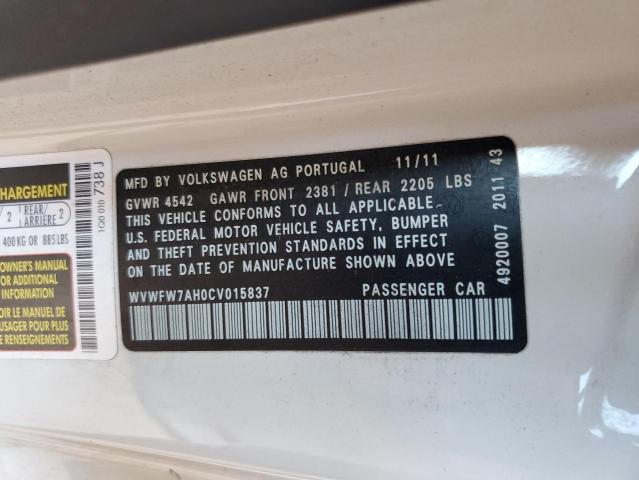 CHARGEMENT
2 REAR/ARRIERE 2
400 KG OR 885 LBS
OWNER'S MANUAL
FOR ADDITIONAL
INFORMATION
LE MANUEL DE
POUR PLUS DE
1Q0 010 738 J
MFD BY VOLKSWAGEN AG PORTUGAL 11/11
GVWR 4542 GAWR FRONT 2381 / REAR 2205 LBS
THIS VEHICLE CONFORMS TO ALL APPLICABLE
U.S. FEDERAL MOTOR VEHICLE SAFETY, BUMPER
AND THEFT PREVENTION STANDARDS IN EFFECT
ON THE DATE OF MANUFACTURE SHOWN ABOVE
WVWFW7AH0CV015837 PASSENGER CAR
4920007 2011 43